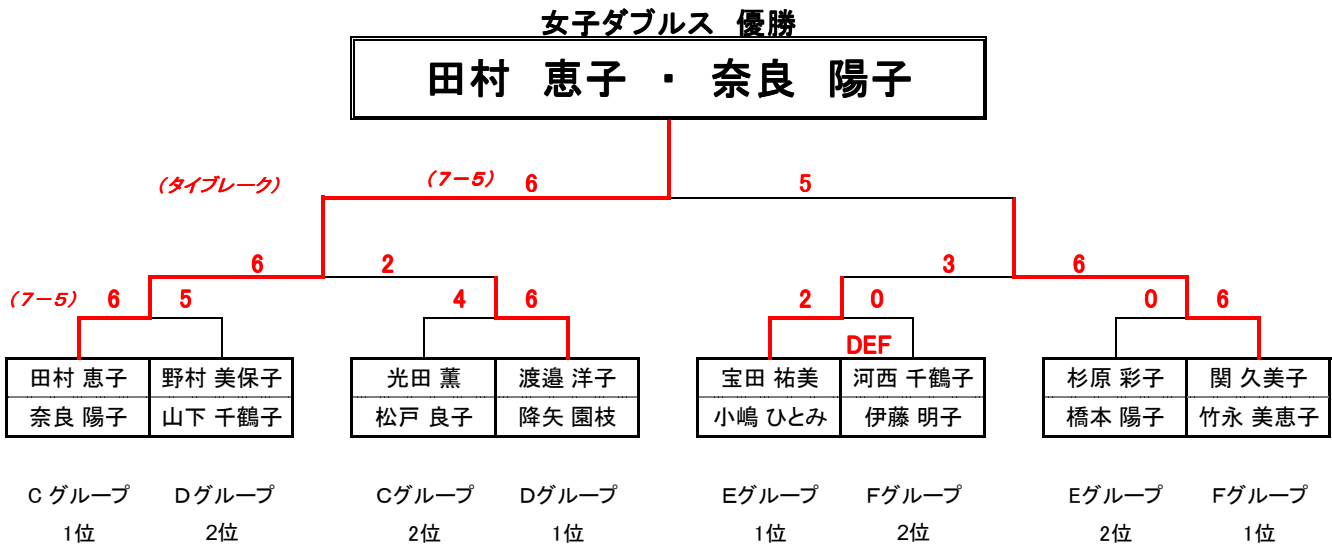 女子ダブルス 優勝
田村 恵子 ・ 奈良 陽子
(タイブレーク) (7-5) 6 5
6 2 3 6
(7-5) 6 5 4 6 2 0 0 6
DEF
田村 恵子 野村 美保子 光田 薫 渡邉 洋子 宝田 祐美 河西 千鶴子 杉原 彩子 関 久美子
奈良 陽子 山下 千鶴子 松戸 良子 降矢 園枝 小嶋 ひとみ 伊藤 明子 橋本 陽子 竹永 美恵子
C グループ Dグループ Cグループ Dグループ Eグループ Fグループ Eグループ Fグループ
1位 2位 2位 1位 1位 2位 2位 1位